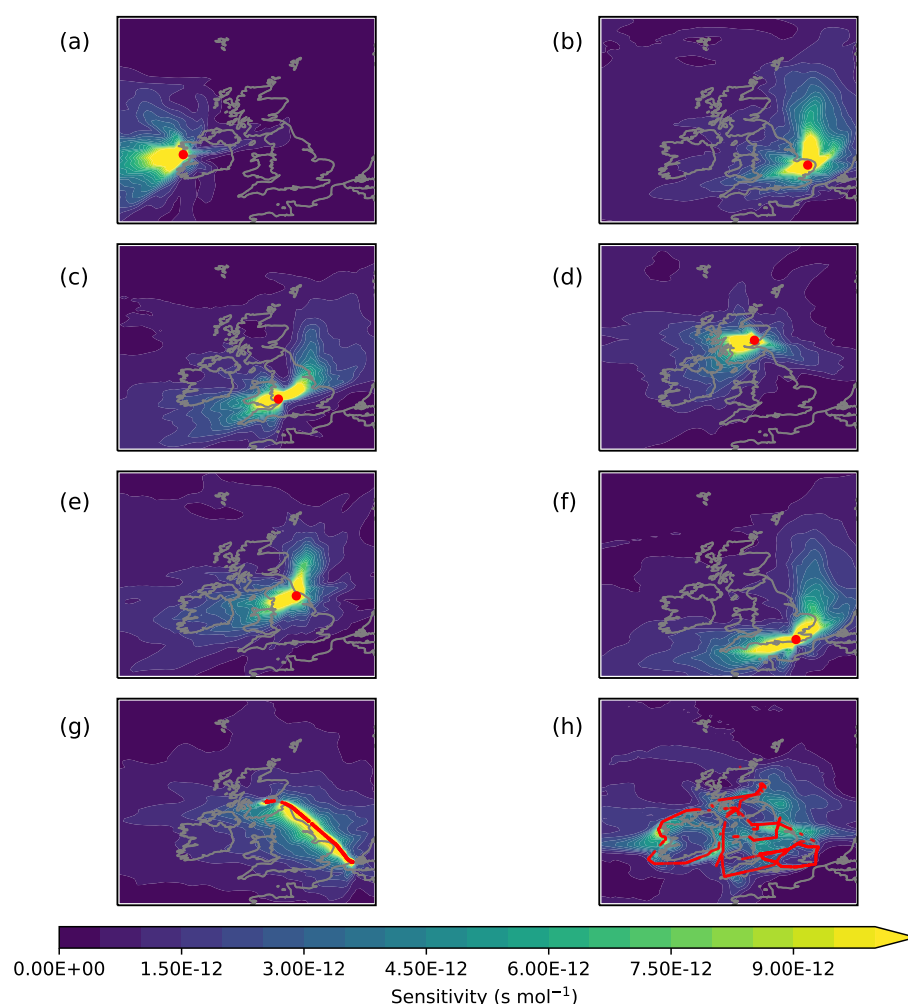 (a)
(b)
(c)
(d)
(e)
(f)
(g)
(h)
0.00E+00 1.50E-12 3.00E-12 4.50E-12 6.00E-12 7.50E-12 9.00E-12
Sensitivity (s mol⁻¹)